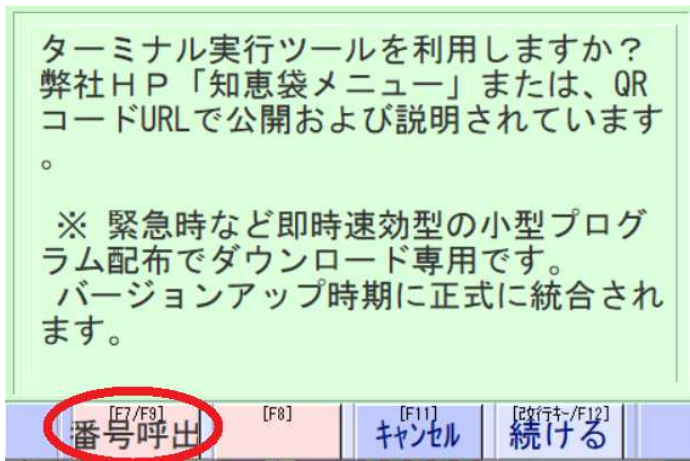 ターミナル実行ツールを利用しますか？
弊社ＨＰ「知恵袋メニュー」または、QR
コードURLで公開および説明されています
。
※ 緊急時など即時速効型の小型プログ
ラム配布でダウンロード専用です。
バージョンアップ時期に正式に統合され
ます。
[F7/F9] [F8] [F11] [改行ｷｰ/F12]
番号呼出 ｷｬﾝｾﾙ 続ける